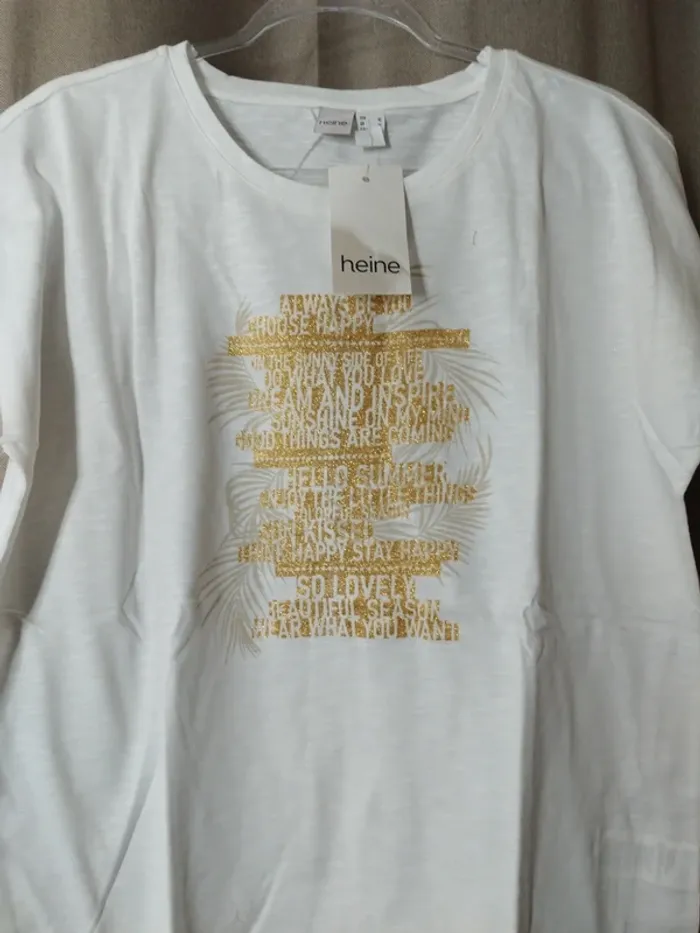 heine
heine
ALWAYS BE YOU
CHOOSE HAPPY
ON THE SUNNY SIDE OF LIFE
DO WHAT YOU LOVE
DREAM AND INSPIRE
SUNSHINE ON MY MIND
GOOD THINGS ARE COMING
HELLO SUMMER
ENJOY THE LITTLE THINGS
KISSED
HAPPY STAY HAPPY
SO LOVELY
BEAUTIFUL SEASON
WEAR WHAT YOU WANT